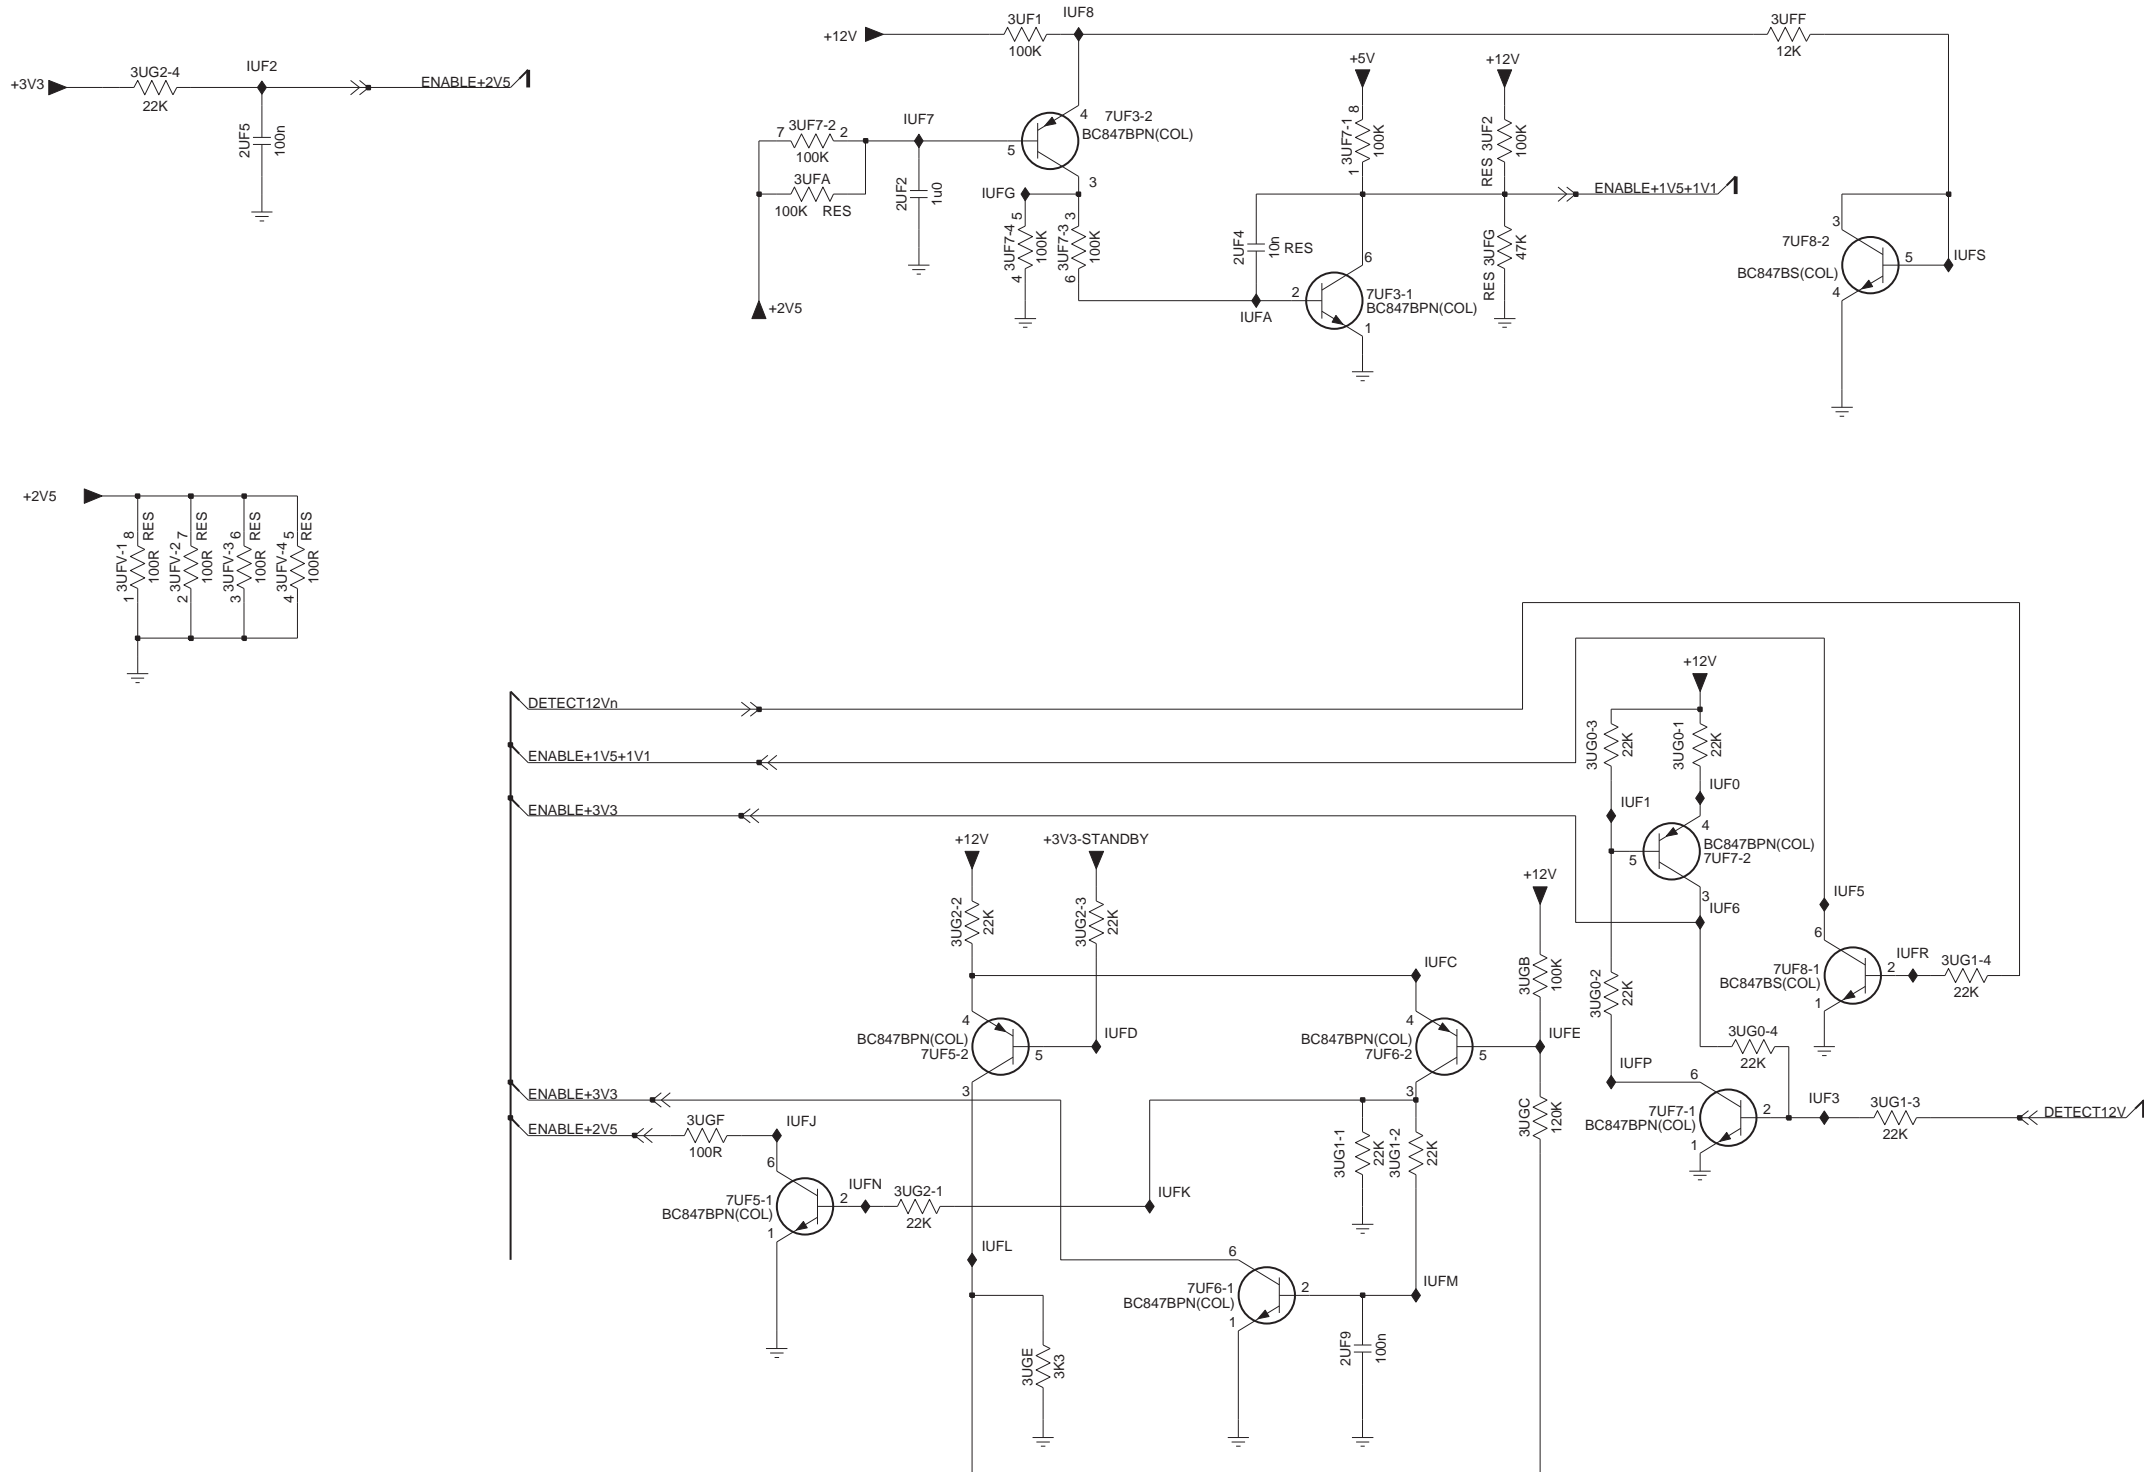 +3V3
3UG2-4
22K
IUF2
2UF5
100n
ENABLE+2V5
+12V
3UF1
100K
IUF8
3UFF
12K
7
3UF7-2
2
100K
3UFA
100K RES
+2V5
IUF7
2UF2
1u0
4
7UF3-2
BC847BPN(COL)
5
3
IUFG
3UF7-4
5
4
100K
3UF7-3
3
6
100K
+5V
8
3UF7-1
100K
1
+12V
RES 3UF2
100K
ENABLE+1V5+1V1
2UF4
10n
RES
RES 3UFG
47K
IUFA
2
6
7UF3-1
BC847BPN(COL)
1
3
7UF8-2
BC847BS(COL)
5
4
IUFS
+2V5
3UFV-1
8
RES
100R
1
3UFV-2
7
RES
100R
2
3UFV-3
6
RES
100R
3
3UFV-4
5
RES
100R
4
DETECT12Vn
ENABLE+1V5+1V1
ENABLE+3V3
+12V
3UG0-3
22K
3UG0-1
22K
IUF1
IUF0
4
BC847BPN(COL)
7UF7-2
5
3
IUF6
+12V
3UG2-2
22K
+3V3-STANDBY
3UG2-3
22K
+12V
3UGB
100K
IUFC
4
BC847BPN(COL)
7UF5-2
5
3
IUFD
4
BC847BPN(COL)
7UF6-2
5
3
IUFE
3UGC
120K
3UG0-2
22K
IUFP
IUF5
6
7UF8-1
BC847BS(COL)
2
1
IUFR
3UG1-4
22K
3UG0-4
22K
6
7UF7-1
BC847BPN(COL)
2
1
IUF3
3UG1-3
22K
DETECT12V
ENABLE+3V3
ENABLE+2V5
3UGF
100R
IUFJ
6
7UF5-1
BC847BPN(COL)
2
1
IUFN
3UG2-1
22K
IUFK
3UG1-1
22K
3UG1-2
22K
IUFL
3UGE
3K3
6
7UF6-1
BC847BPN(COL)
2
1
IUFM
2UF9
100n